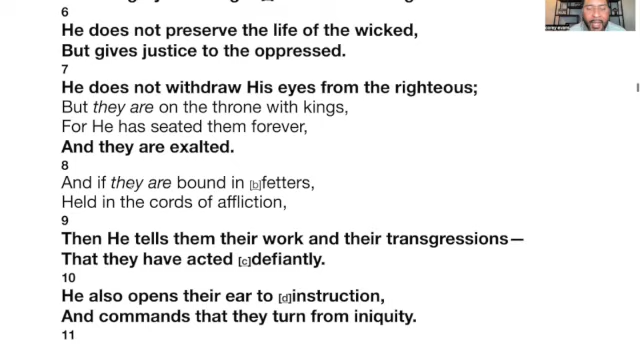 6
He does not preserve the life of the wicked,
But gives justice to the oppressed.
7
He does not withdraw His eyes from the righteous;
But they are on the throne with kings,
For He has seated them forever,
And they are exalted.
8
And if they are bound in [b]fetters,
Held in the cords of affliction,
9
Then He tells them their work and their transgressions—
That they have acted [c]defiantly.
10
He also opens their ear to [d]instruction,
And commands that they turn from iniquity.
11